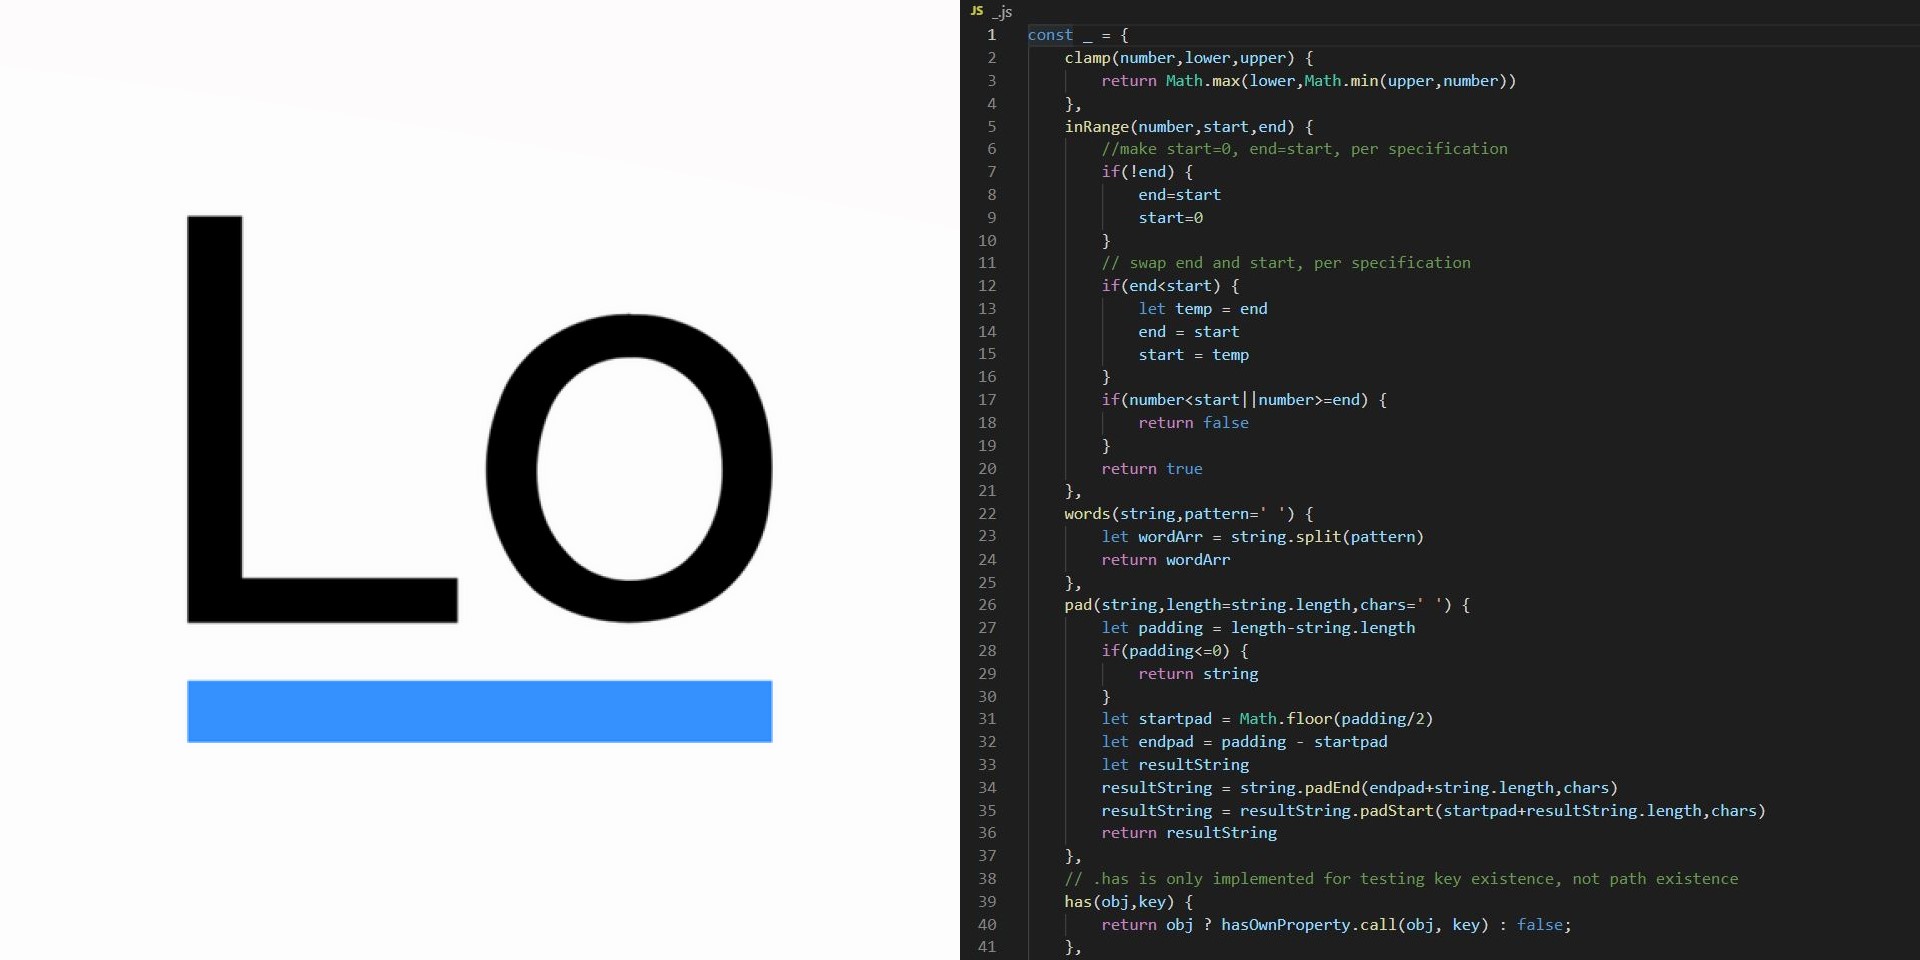 Lo
JS _.js
1 const _ = {
2     clamp(number,lower,upper) {
3         return Math.max(lower,Math.min(upper,number))
4     },
5     inRange(number,start,end) {
6         //make start=0, end=start, per specification
7         if(!end) {
8             end=start
9             start=0
10         }
11         // swap end and start, per specification
12         if(end<start) {
13             let temp = end
14             end = start
15             start = temp
16         }
17         if(number<start||number>=end) {
18             return false
19         }
20         return true
21     },
22     words(string,pattern=' ') {
23         let wordArr = string.split(pattern)
24         return wordArr
25     },
26     pad(string,length=string.length,chars=' ') {
27         let padding = length-string.length
28         if(padding<=0) {
29             return string
30         }
31         let startpad = Math.floor(padding/2)
32         let endpad = padding - startpad
33         let resultString
34         resultString = string.padEnd(endpad+string.length,chars)
35         resultString = resultString.padStart(startpad+resultString.length,chars)
36         return resultString
37     },
38     // .has is only implemented for testing key existence, not path existence
39     has(obj,key) {
40         return obj ? hasOwnProperty.call(obj, key) : false;
41     },